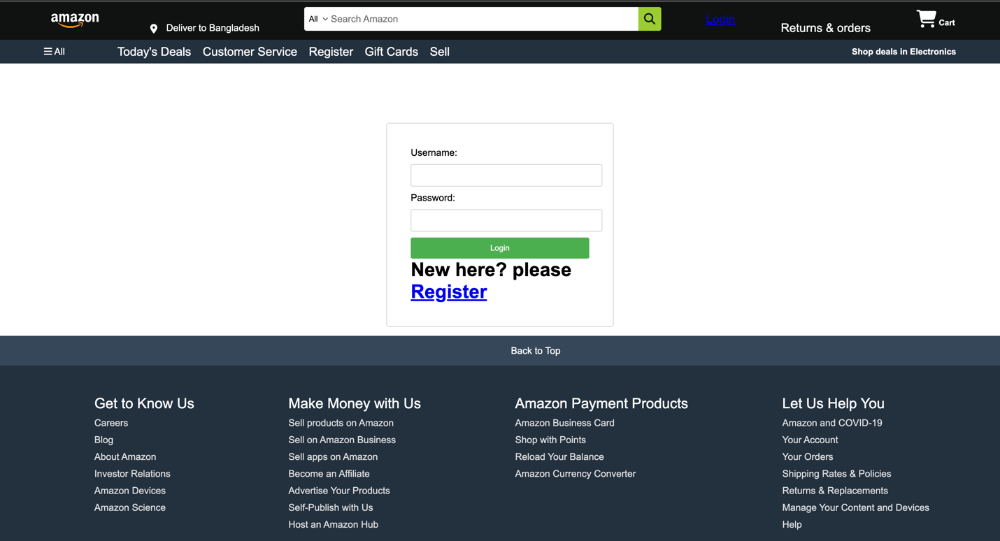 amazon
Deliver to Bangladesh
All Search Amazon
Login
Returns & orders
Cart
All
Today's Deals Customer Service Register Gift Cards Sell
Shop deals in Electronics
Username:
Password:
Login
New here? please
Register
Back to Top
Get to Know Us
Careers
Blog
About Amazon
Investor Relations
Amazon Devices
Amazon Science
Make Money with Us
Sell products on Amazon
Sell on Amazon Business
Sell apps on Amazon
Become an Affiliate
Advertise Your Products
Self-Publish with Us
Host an Amazon Hub
Amazon Payment Products
Amazon Business Card
Shop with Points
Reload Your Balance
Amazon Currency Converter
Let Us Help You
Amazon and COVID-19
Your Account
Your Orders
Shipping Rates & Policies
Returns & Replacements
Manage Your Content and Devices
Help